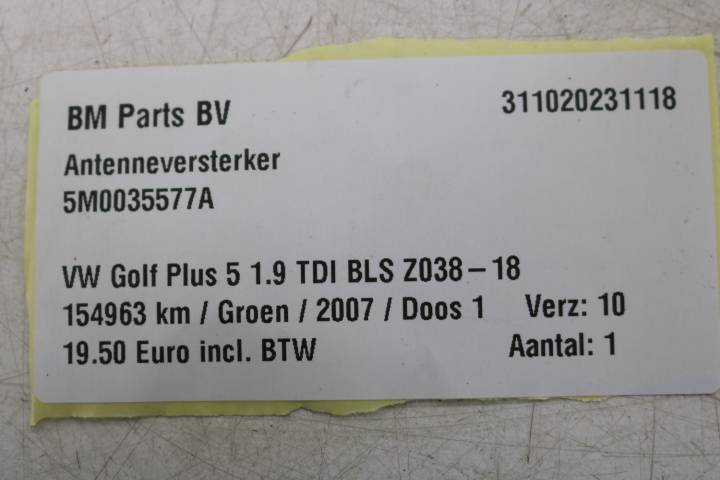 BM Parts BV 311020231118
Antenneversterker
5M0035577A
VW Golf Plus 5 1.9 TDI BLS Z038-18
154963 km / Groen / 2007 / Doos 1 Verz: 10
19.50 Euro incl. BTW Aantal: 1